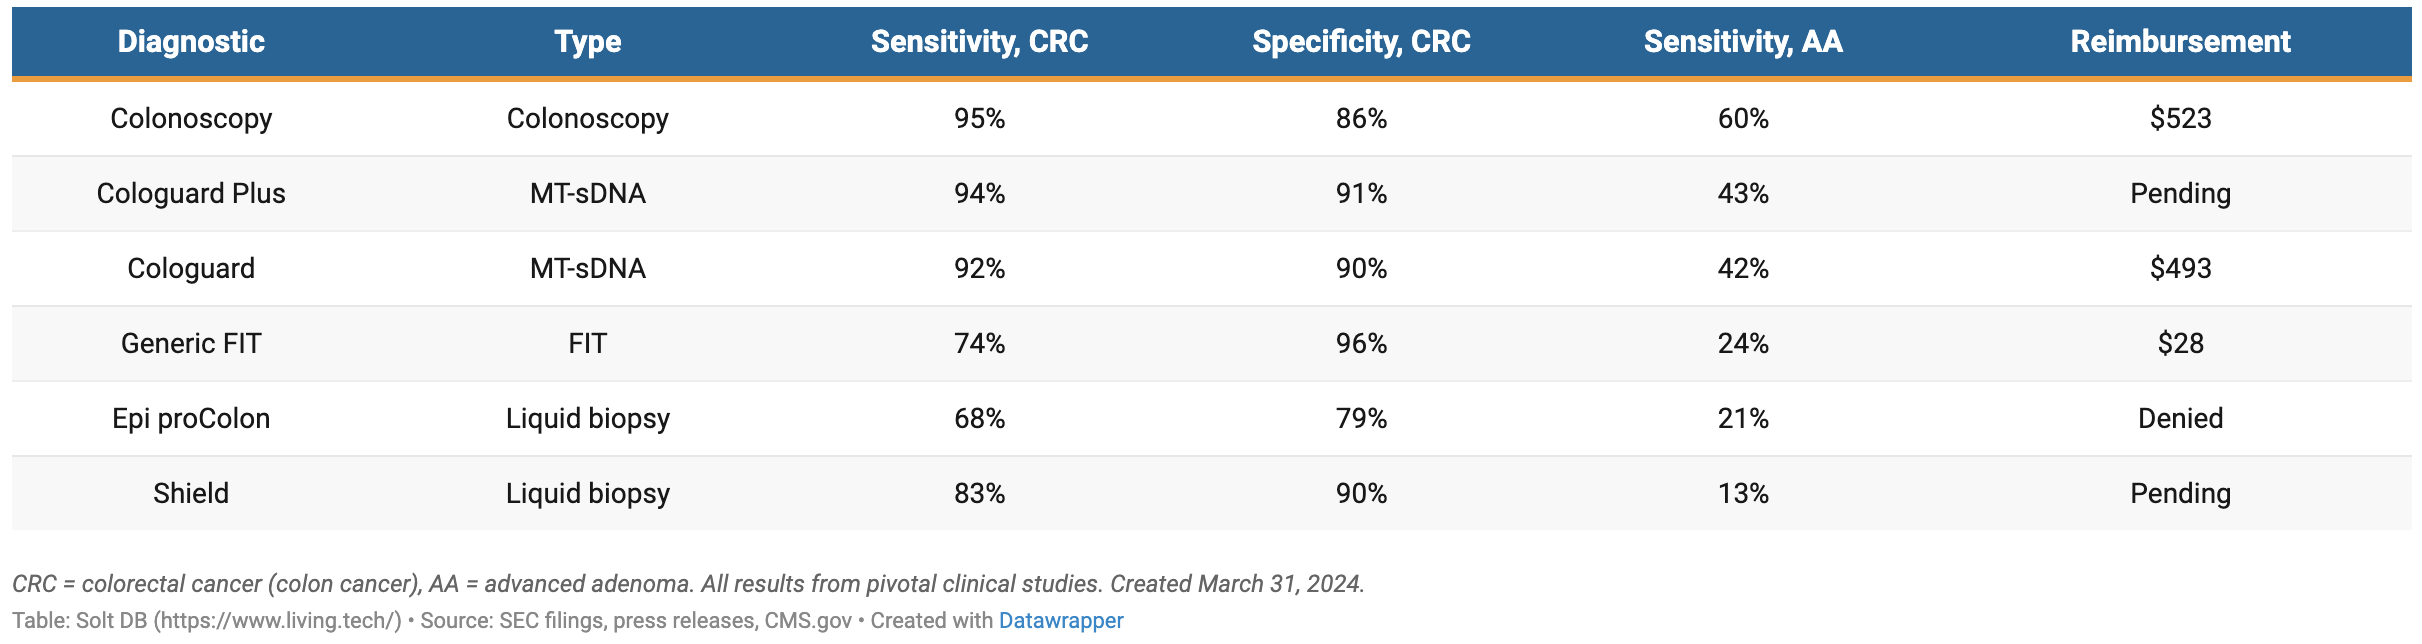 Diagnostic Type Sensitivity, CRC Specificity, CRC Sensitivity, AA Reimbursement
Colonoscopy Colonoscopy 95% 86% 60% $523
Cologuard Plus MT-sDNA 94% 91% 43% Pending
Cologuard MT-sDNA 92% 90% 42% $493
Generic FIT FIT 74% 96% 24% $28
Epi proColon Liquid biopsy 68% 79% 21% Denied
Shield Liquid biopsy 83% 90% 13% Pending
CRC = colorectal cancer (colon cancer), AA = advanced adenoma. All results from pivotal clinical studies. Created March 31, 2024.
Table: Solt DB (https://www.living.tech/) • Source: SEC filings, press releases, CMS.gov • Created with Datawrapper